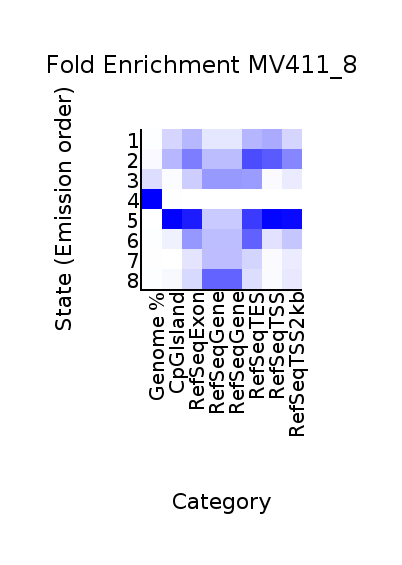 Fold Enrichment MV411_8
State (Emission order)
1
2
3
4
5
6
7
8
Genome %
CpGIsland
RefSeqExon
RefSeqGene
RefSeqGene
RefSeqTES
RefSeqTSS
RefSeqTSS2kb
Category